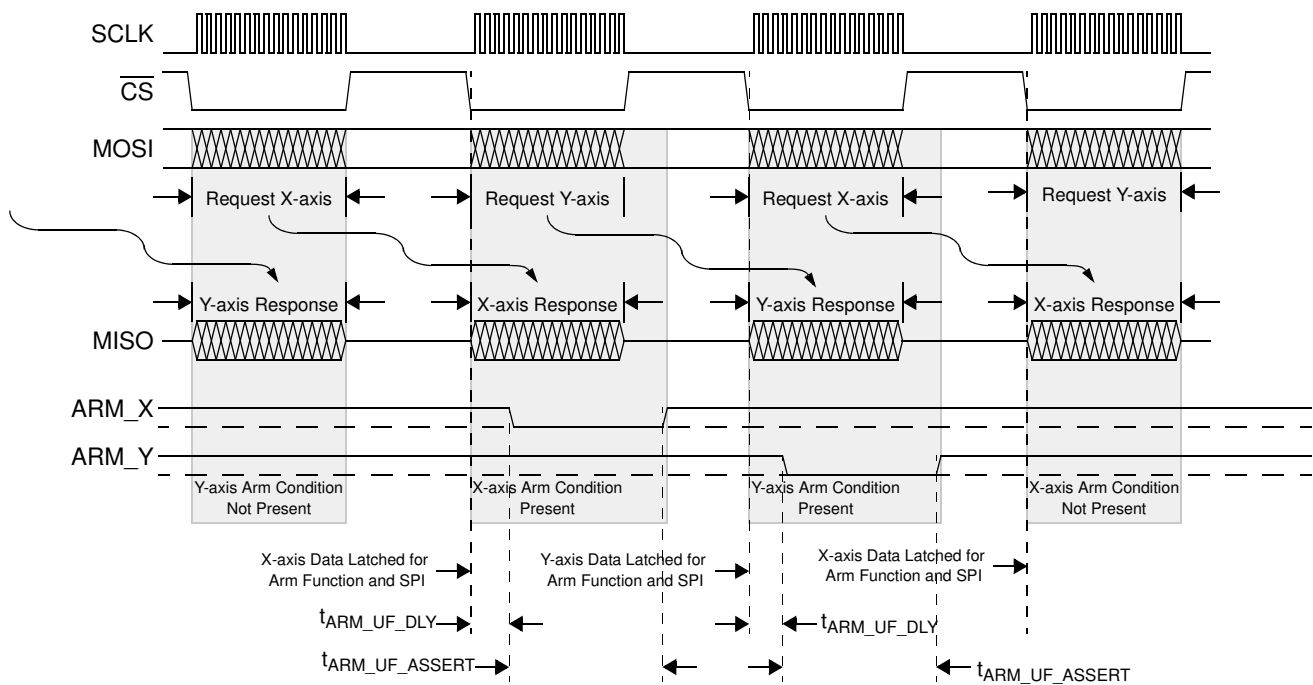 SCLK
CS
MOSI
Request X-axis
Request Y-axis
Request X-axis
Request Y-axis
Y-axis Response
X-axis Response
Y-axis Response
X-axis Response
MISO
ARM_X
ARM_Y
Y-axis Arm Condition
Not Present
X-axis Arm Condition
Present
Y-axis Arm Condition
Present
X-axis Arm Condition
Not Present
X-axis Data Latched for
Arm Function and SPI
Y-axis Data Latched for
Arm Function and SPI
X-axis Data Latched for
Arm Function and SPI
tARM_UF_DLY
tARM_UF_DLY
tARM_UF_ASSERT
tARM_UF_ASSERT